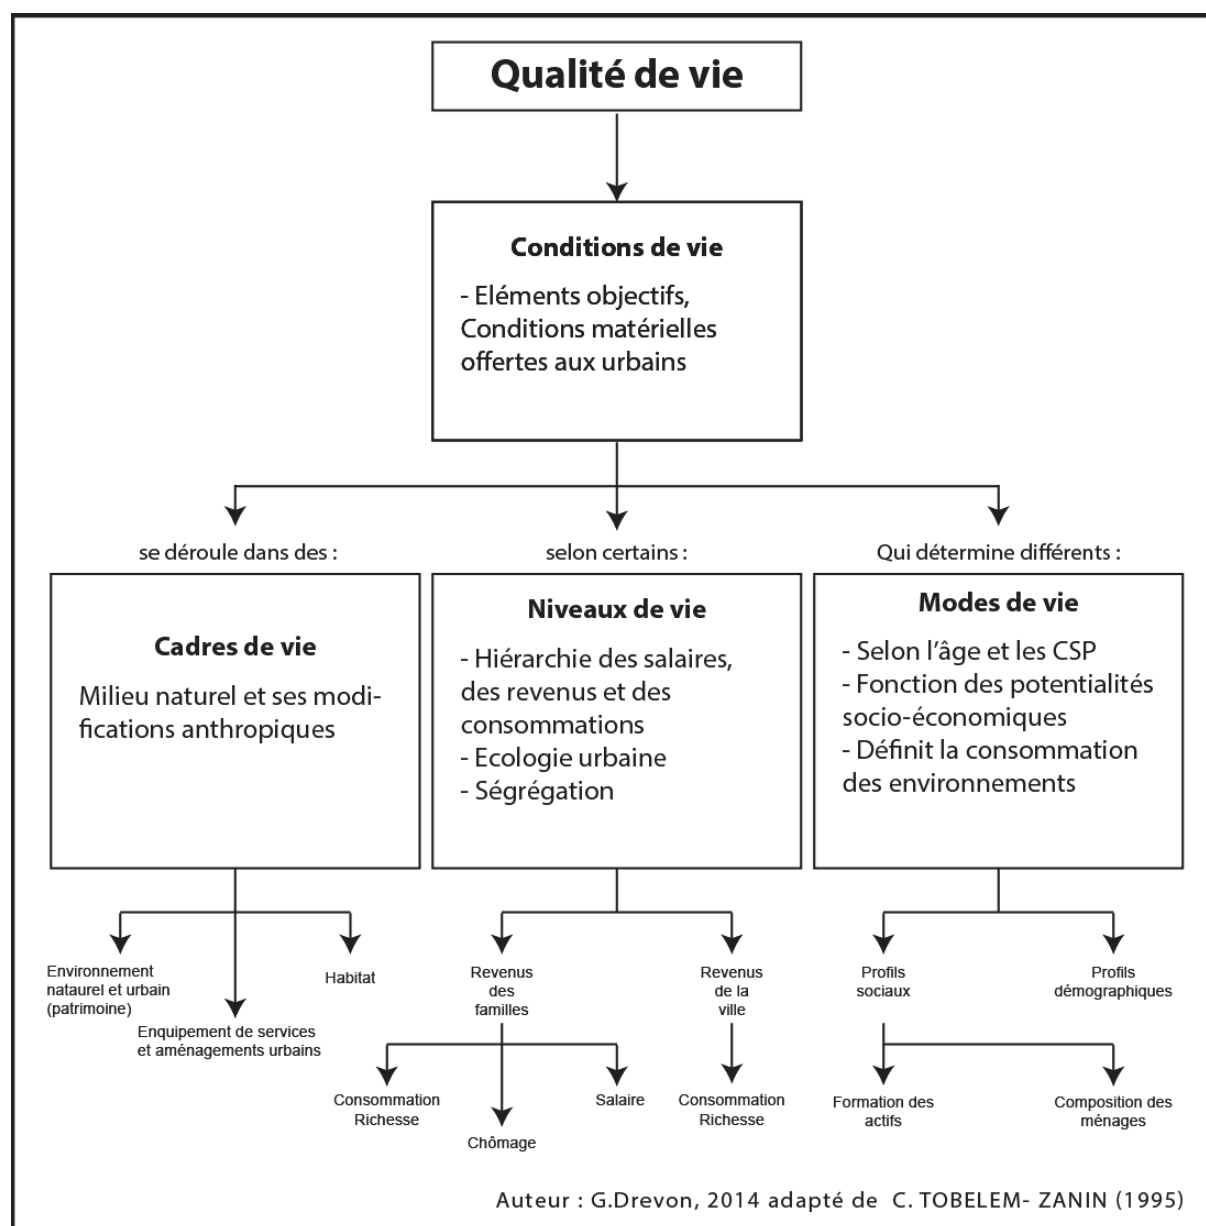 Qualité de vie
Conditions de vie
- Eléments objectifs,
Conditions matérielles
offertes aux urbains
se déroule dans des :
selon certains :
Qui détermine différents :
Cadres de vie
Milieu naturel et ses modi-
fications anthropiques
Niveaux de vie
- Hiérarchie des salaires,
des revenus et des
consommations
- Ecologie urbaine
- Ségrégation
Modes de vie
- Selon l'âge et les CSP
- Fonction des potentialités
socio-économiques
- Définit la consommation
des environnements
Environnement
nataurel et urbain
(patrimoine)
Enquipement de services
et aménagements urbains
Habitat
Revenus
des
familles
Revenus
de la
ville
Profils
sociaux
Profils
démographiques
Consommation
Richesse
Chômage
Salaire
Consommation
Richesse
Formation des
actifs
Composition des
ménages
Auteur : G.Drevon, 2014 adapté de C. TOBELEM- ZANIN (1995)